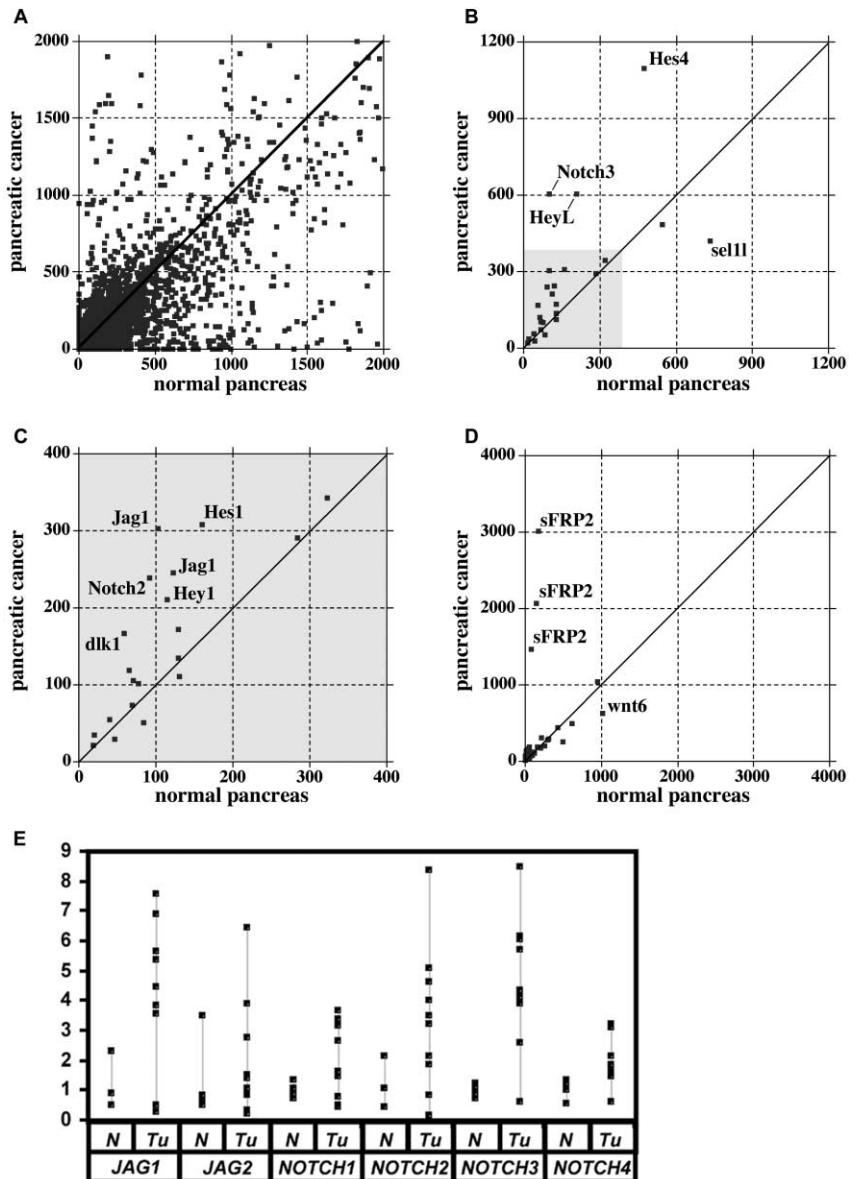 A
2000
1500
1000
500
0
pancreatic cancer
0 500 1000 1500 2000
normal pancreas
B
1200
900
600
300
0
pancreatic cancer
Hes4
Notch3
HeyL
sel1l
0 300 600 900 1200
normal pancreas
C
400
300
200
100
0
pancreatic cancer
Jag1
Hes1
Jag1
Notch2
Hey1
dlk1
0 100 200 300 400
normal pancreas
D
4000
3000
2000
1000
0
pancreatic cancer
sFRP2
sFRP2
sFRP2
wnt6
0 1000 2000 3000 4000
normal pancreas
E
9
8
7
6
5
4
3
2
1
0
N Tu N Tu N Tu N Tu N Tu N Tu
JAG1 JAG2 NOTCH1 NOTCH2 NOTCH3 NOTCH4